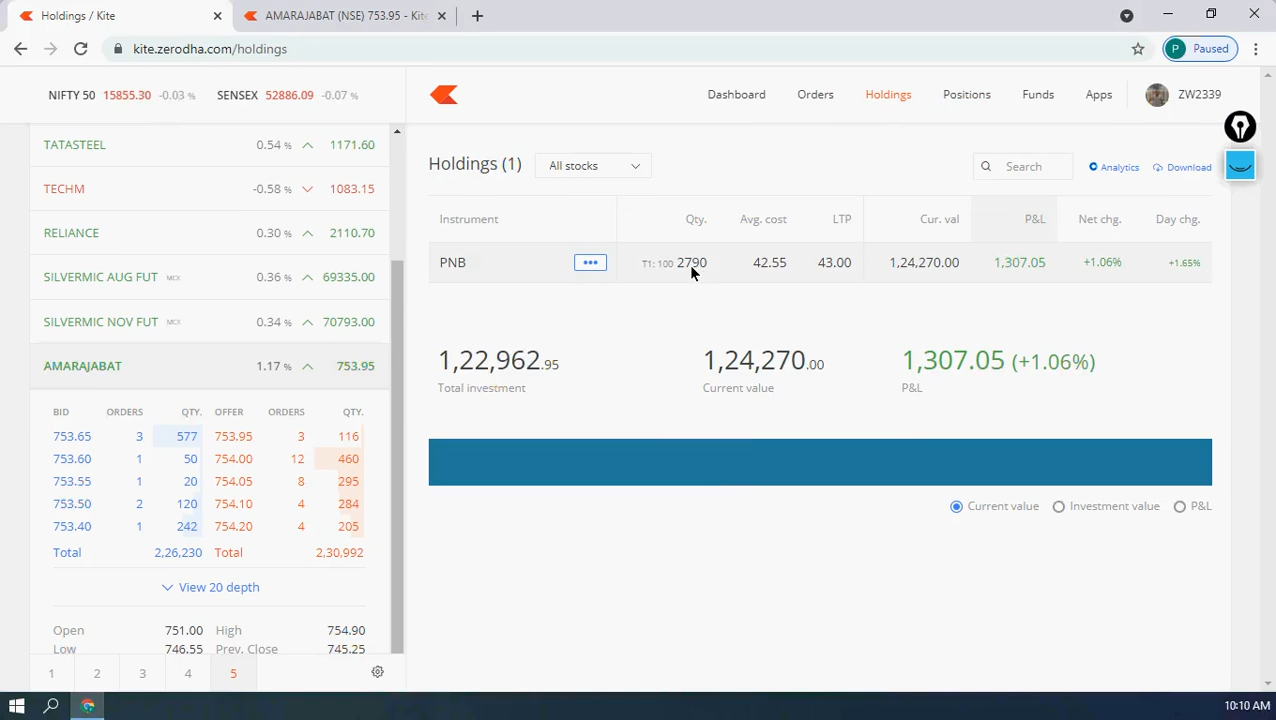 Holdings / Kite
AMARAJABAT (NSE) 753.95 - Kite
kite.zerodha.com/holdings
P Paused
NIFTY 50 15855.30 -0.03 % SENSEX 52886.09 -0.07 %
Dashboard Orders Holdings Positions Funds Apps ZW2339
TATASTEEL 0.54 % 1171.60
TECHM -0.58 % 1083.15
RELIANCE 0.30 % 2110.70
SILVERMIC AUG FUT MCX 0.36 % 69335.00
SILVERMIC NOV FUT MCX 0.34 % 70793.00
AMARAJABAT 1.17 % 753.95
BID ORDERS QTY. OFFER ORDERS QTY.
753.65 3 577 753.95 3 116
753.60 1 50 754.00 12 460
753.55 1 20 754.05 8 295
753.50 2 120 754.10 4 284
753.40 1 242 754.20 4 205
Total 2,26,230 Total 2,30,992
View 20 depth
Open 751.00 High 754.90
Low 746.55 Prev. Close 745.25
1 2 3 4 5
Holdings (1) All stocks Search Analytics Download
Instrument Qty. Avg. cost LTP Cur. val P&L Net chg. Day chg.
PNB T1: 100 2790 42.55 43.00 1,24,270.00 1,307.05 +1.06% +1.65%
1,22,962.95 1,24,270.00 1,307.05 (+1.06%)
Total investment Current value P&L
Current value Investment value P&L
10:10 AM